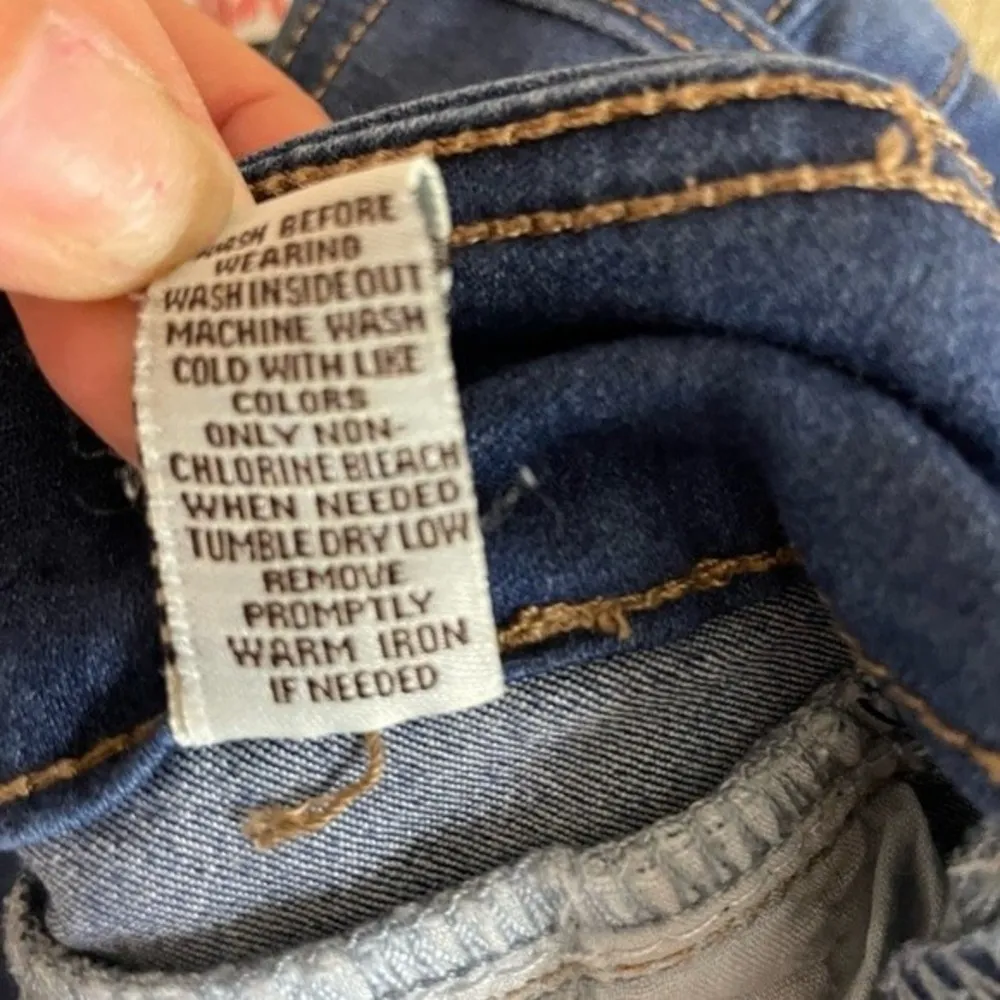 WASH BEFORE
WEARING
WASH INSIDE OUT
MACHINE WASH
COLD WITH LIKE
COLORS
ONLY NON-
CHLORINE BLEACH
WHEN NEEDED
TUMBLE DRY LOW
REMOVE
PROMPTLY
WARM IRON
IF NEEDED